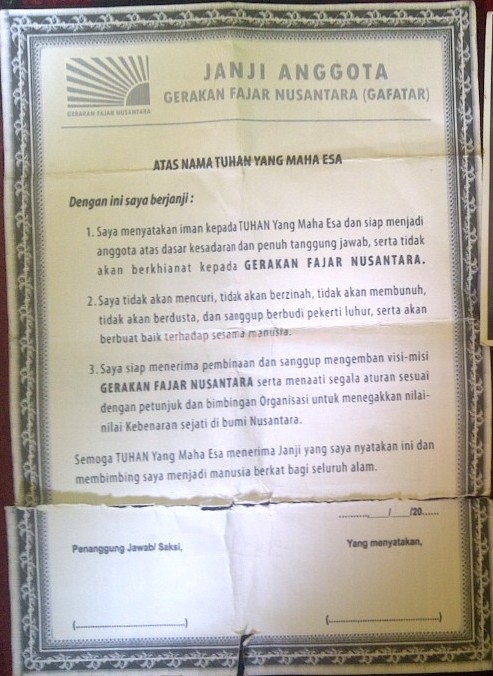 JANJI ANGGOTA
GERAKAN FAJAR NUSANTARA (GAFATAR)
GERAKAN FAJAR NUSANTARA
ATAS NAMA TUHAN YANG MAHA ESA
Dengan ini saya berjanji :
1. Saya menyatakan iman kepada TUHAN Yang Maha Esa dan siap menjadi
anggota atas dasar kesadaran dan penuh tanggung jawab, serta tidak
akan berkhianat kepada GERAKAN FAJAR NUSANTARA.
2. Saya tidak akan mencuri, tidak akan berzinah, tidak akan membunuh,
tidak akan berdusta, dan sanggup berbudi pekerti luhur, serta akan
berbuat baik terhadap sesama manusia.
3. Saya siap menerima pembinaan dan sanggup mengemban visi-misi
GERAKAN FAJAR NUSANTARA serta menaati segala aturan sesuai
dengan petunjuk dan bimbingan Organisasi untuk menegakkan nilai-
nilai Kebenaran sejati di bumi Nusantara.
Semoga TUHAN Yang Maha Esa menerima Janji yang saya nyatakan ini dan
membimbing saya menjadi manusia berkat bagi seluruh alam.
............, ____/____/20......
Penanggung Jawab/ Saksi,
Yang menyatakan,
(____________________)
(____________________)